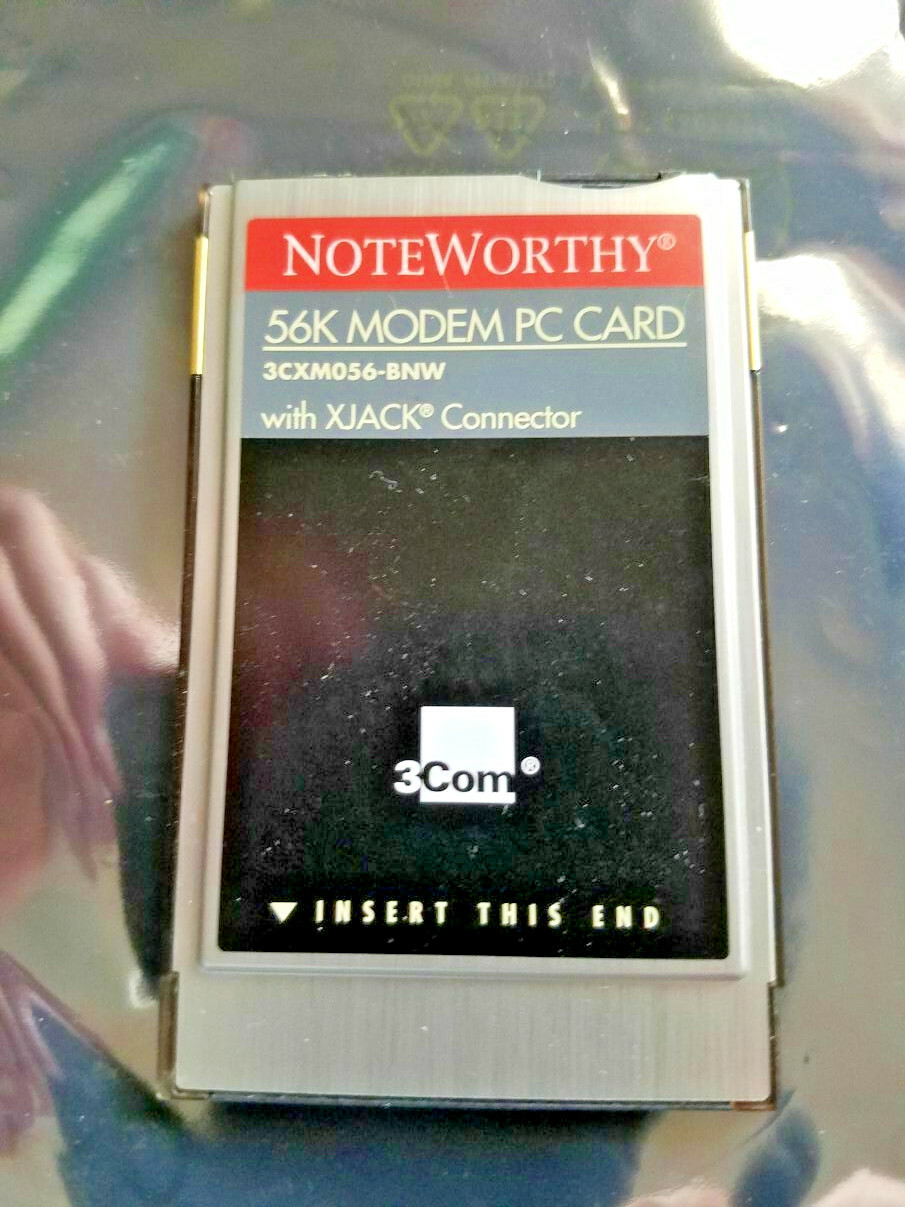 NOTEWORTHY®
56K MODEM PC CARD
3CXM056-BNW
with XJACK® Connector
3Com®
▼ INSERT THIS END